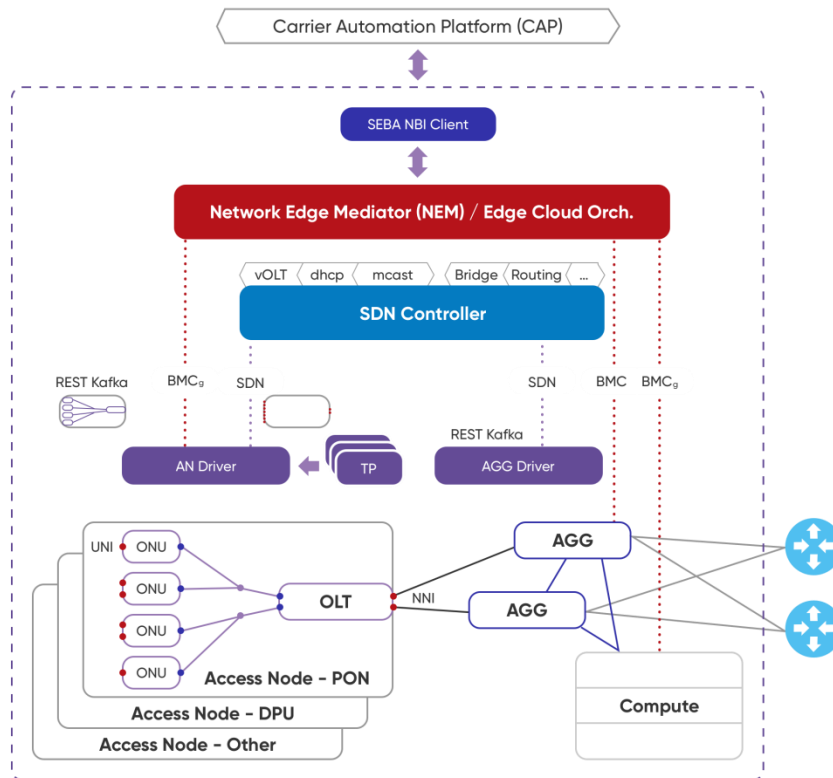 Carrier Automation Platform (CAP)
SEBA NBI Client
Network Edge Mediator (NEM) / Edge Cloud Orch.
vOLT
dhcp
mcast
Bridge
Routing
...
SDN Controller
REST Kafka
BMCg
SDN
SDN
BMC
BMCg
REST Kafka
AN Driver
TP
AGG Driver
UNI
ONU
ONU
ONU
ONU
OLT
NNI
AGG
AGG
Access Node - PON
Access Node - DPU
Access Node - Other
Compute